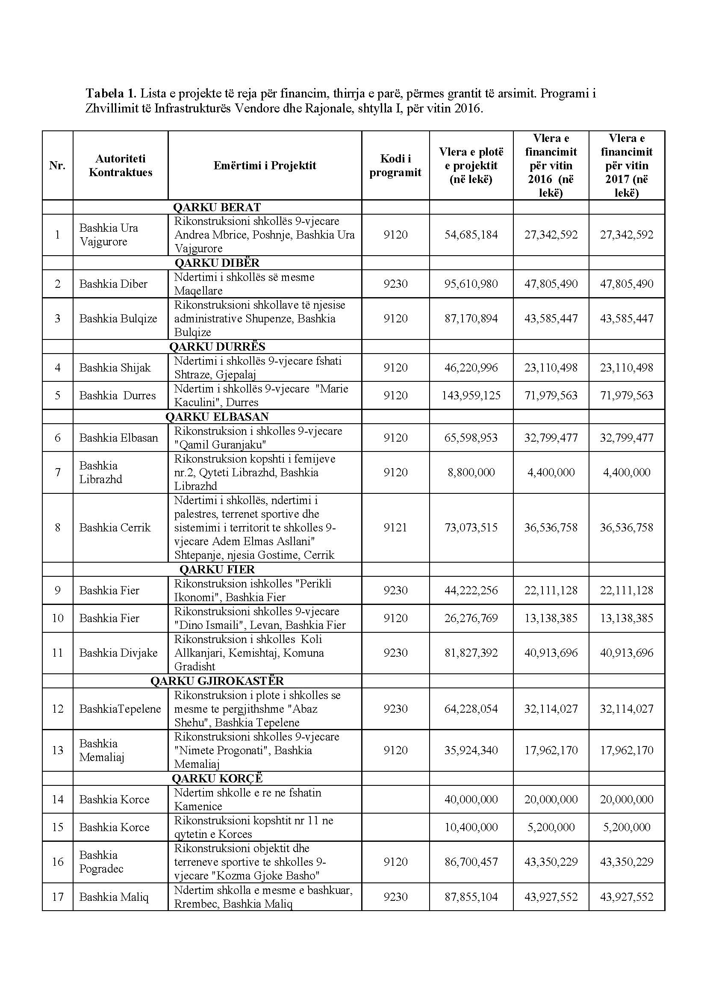 Tabela 1. Lista e projekte të reja për financim, thirrja e parë, përmes grantit të arsimit. Programi i
Zhvillimit të Infrastrukturës Vendore dhe Rajonale, shtylla I, për vitin 2016.
Nr.
Autoriteti
Kontraktues
Emërtimi i Projektit
Kodi i
programit
Vlera e plotë
e projektit
(në lekë)
Vlera e
financimit
për vitin
2016 (në
lekë)
Vlera e
financimit
për vitin
2017 (në
lekë)
QARKU BERAT
1
Bashkia Ura
Vajgurore
Rikonstruksioni shkollës 9-vjecare
Andrea Mbrice, Poshnje, Bashkia Ura
Vajgurore
9120
54,685,184
27,342,592
27,342,592
QARKU DIBËR
2
Bashkia Diber
Ndertimi i shkollës së mesme
Maqellare
9230
95,610,980
47,805,490
47,805,490
3
Bashkia Bulqize
Rikonstruksioni shkollave të njesise
administrative Shupenze, Bashkia
Bulqize
9120
87,170,894
43,585,447
43,585,447
QARKU DURRËS
4
Bashkia Shijak
Ndertimi i shkollës 9-vjecare fshati
Shtraze, Gjepalaj
9120
46,220,996
23,110,498
23,110,498
5
Bashkia Durres
Ndertim i shkollës 9-vjecare "Marie
Kaculini", Durres
9120
143,959,125
71,979,563
71,979,563
QARKU ELBASAN
6
Bashkia Elbasan
Rikonstruksion i shkolles 9-vjecare
"Qamil Guranjaku"
9120
65,598,953
32,799,477
32,799,477
7
Bashkia
Librazhd
Rikonstruksion kopshti i femijeve
nr.2, Qyteti Librazhd, Bashkia
Librazhd
9120
8,800,000
4,400,000
4,400,000
8
Bashkia Cerrik
Ndertimi i shkollës, ndertimi i
palestres, terrenet sportive dhe
sistemimi i territorit te shkolles 9-
vjecare Adem Elmas Asllani"
Shtepanje, njesia Gostime, Cerrik
9121
73,073,515
36,536,758
36,536,758
QARKU FIER
9
Bashkia Fier
Rikonstruksion ishkolles "Perikli
Ikonomi", Bashkia Fier
9230
44,222,256
22,111,128
22,111,128
10
Bashkia Fier
Rikonstruksioni shkolles 9-vjecare
"Dino Ismaili", Levan, Bashkia Fier
9120
26,276,769
13,138,385
13,138,385
11
Bashkia Divjake
Rikonstruksion i shkolles Koli
Allkanjari, Kemishtaj, Komuna
Gradisht
9230
81,827,392
40,913,696
40,913,696
QARKU GJIROKASTËR
12
BashkiaTepelene
Rikonstruksion i plote i shkolles se
mesme te pergjithshme "Abaz
Shehu", Bashkia Tepelene
9230
64,228,054
32,114,027
32,114,027
13
Bashkia
Memaliaj
Rikonstruksioni shkolles 9-vjecare
"Nimete Progonati", Bashkia
Memaliaj
9120
35,924,340
17,962,170
17,962,170
QARKU KORÇË
14
Bashkia Korce
Ndertim shkolle e re ne fshatin
Kamenice
40,000,000
20,000,000
20,000,000
15
Bashkia Korce
Rikonstruksioni kopshtit nr 11 ne
qytetin e Korces
10,400,000
5,200,000
5,200,000
16
Bashkia
Pogradec
Rikonstruksioni objektit dhe
terreneve sportive te shkolles 9-
vjecare "Kozma Gjoke Basho"
9120
86,700,457
43,350,229
43,350,229
17
Bashkia Maliq
Ndertim shkolla e mesme e bashkuar,
Rrembec, Bashkia Maliq
9230
87,855,104
43,927,552
43,927,552